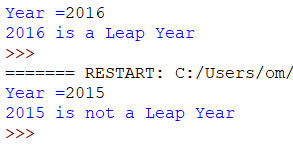 Year =2016
2016 is a Leap Year
>>>
======= RESTART: C:/Users/om/
Year =2015
2015 is not a Leap Year
>>>